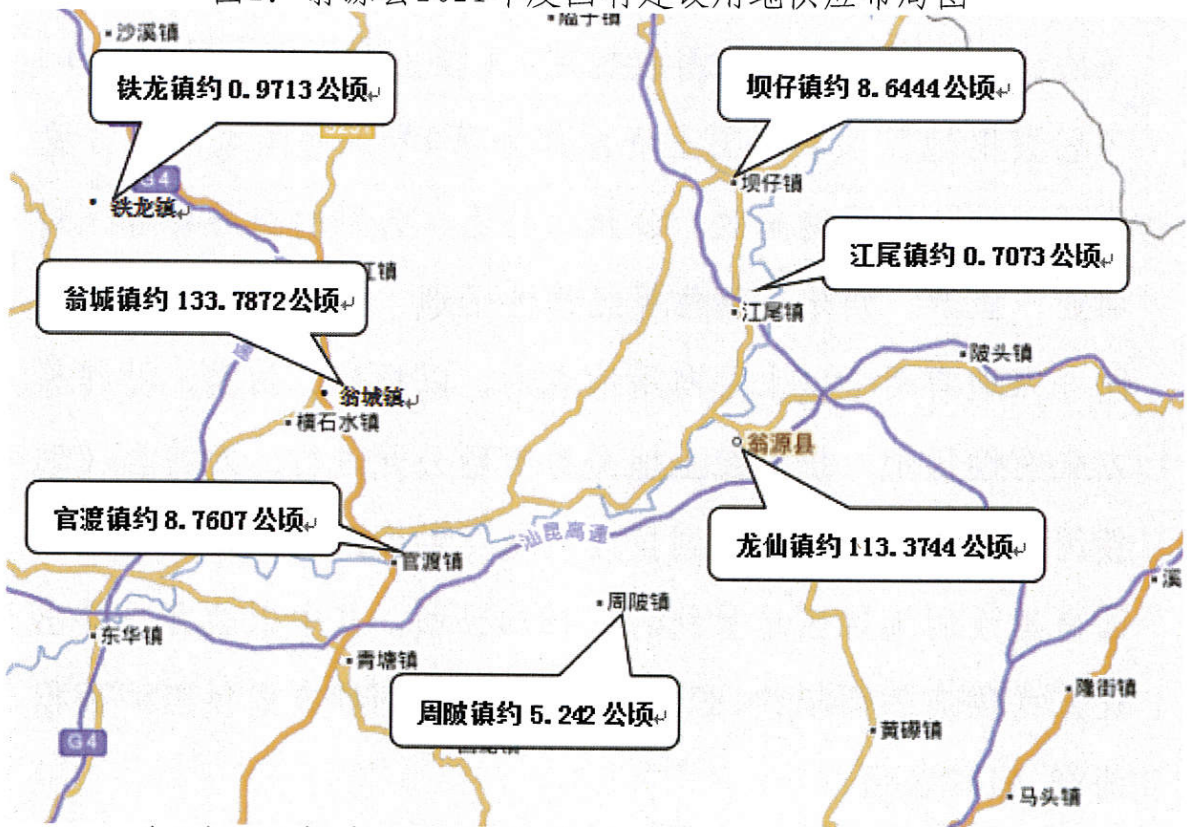 沙溪镇
铁龙镇约 0.9713 公顷
坝仔镇约 8.6444 公顷
G4
坝仔镇
铁龙镇
江尾镇约 0.7073 公顷
江镇
翁城镇约 133.7872 公顷
江尾镇
陂头镇
翁城镇
横石水镇
翁源县
官渡镇约 8.7607 公顷
汕昆高速
龙仙镇约 113.3744 公顷
官渡镇
周陂镇
溪
东华镇
青塘镇
隆街镇
周陂镇约 5.242 公顷
G4
黄礤镇
马头镇